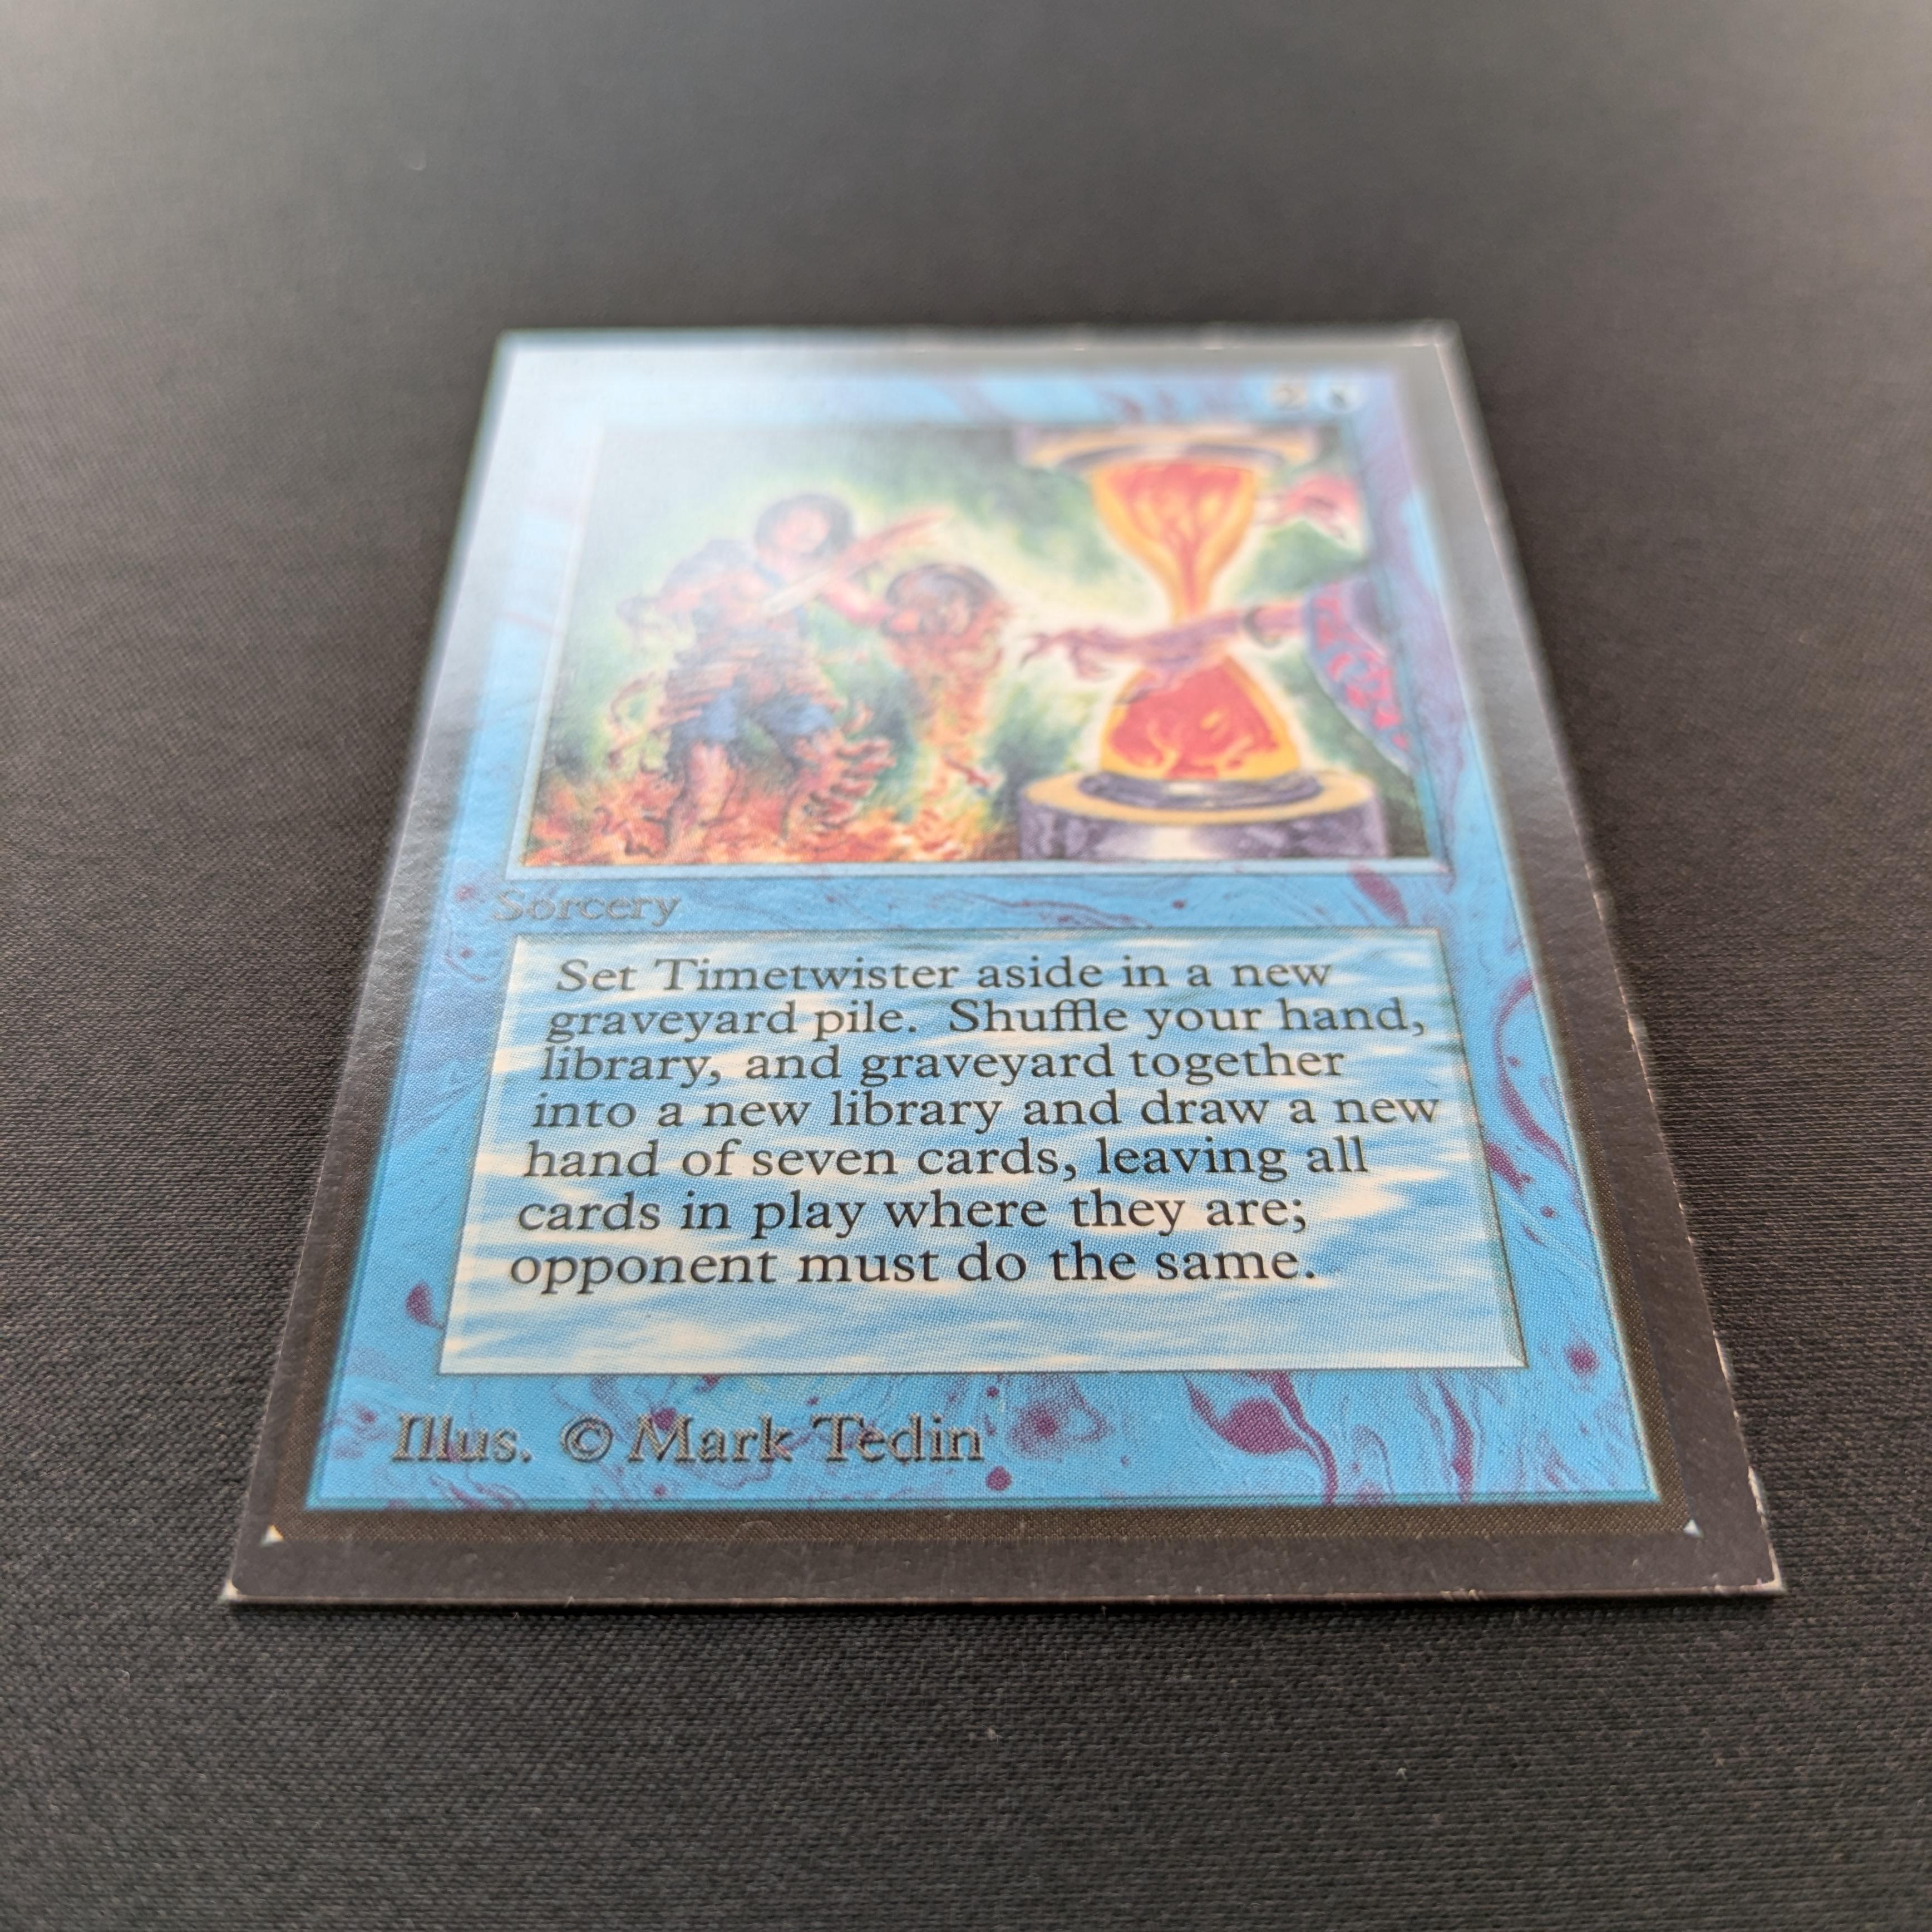 Sorcery
Set Timetwister aside in a new
graveyard pile. Shuffle your hand,
library, and graveyard together
into a new library and draw a new
hand of seven cards, leaving all
cards in play where they are;
opponent must do the same.
Illus. © Mark Tedin